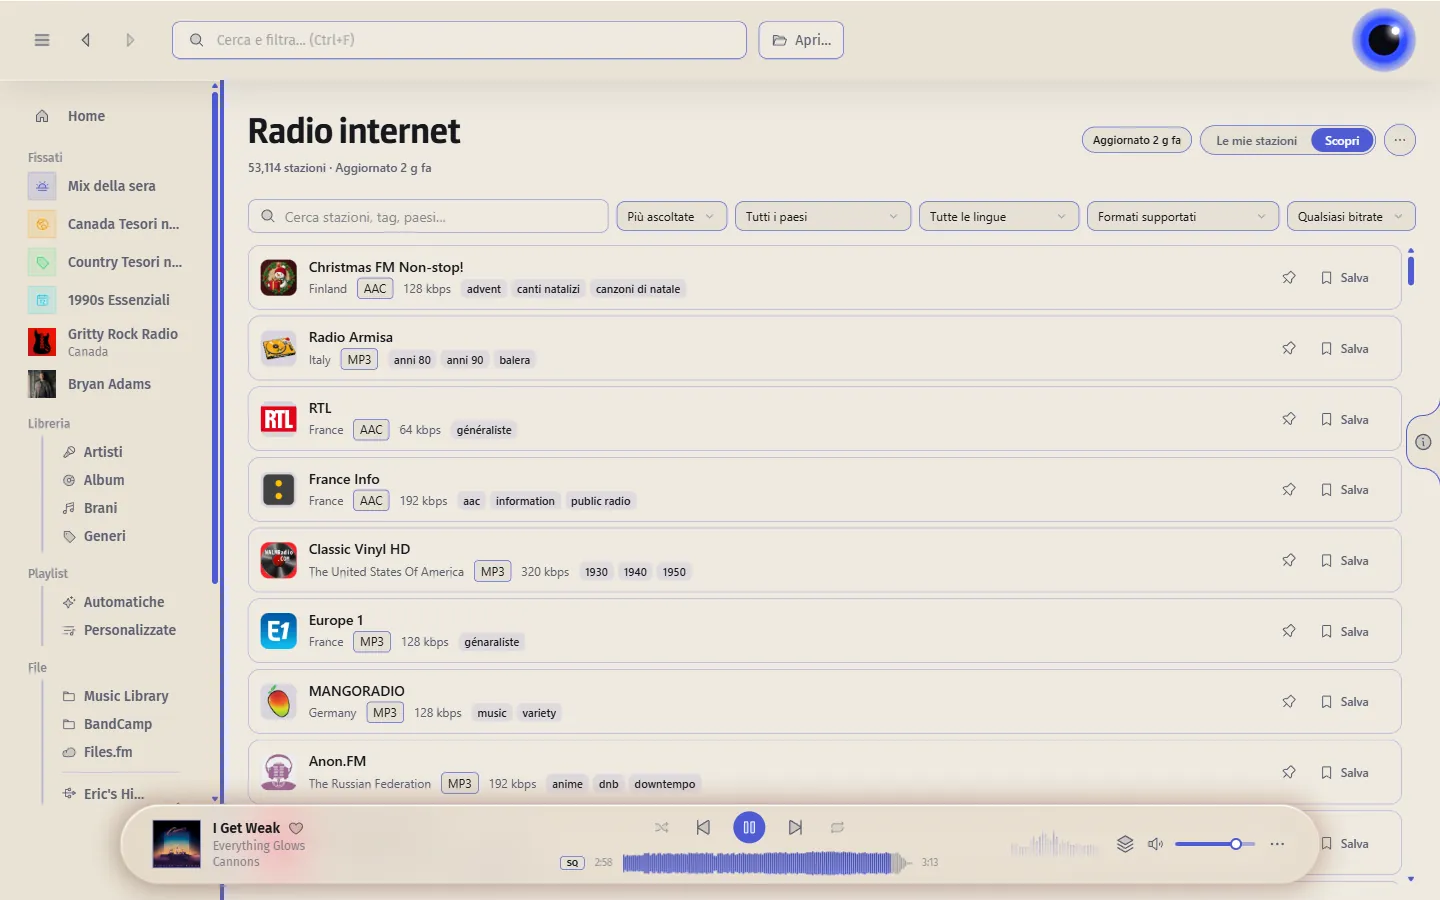 Cerca e filtra... (Ctrl+F)
Apri...
Home
Fissati
Mix della sera
Canada Tesori n...
Country Tesori n...
1990s Essenziali
Gritty Rock Radio
Canada
Bryan Adams
Libreria
Artisti
Album
Brani
Generi
Playlist
Automatiche
Personalizzate
File
Music Library
BandCamp
Files.fm
Eric's Hi...
Radio internet
53,114 stazioni · Aggiornato 2 g fa
Aggiornato 2 g fa
Le mie stazioni
Scopri
Cerca stazioni, tag, paesi...
Più ascoltate
Tutti i paesi
Tutte le lingue
Formati supportati
Qualsiasi bitrate
Christmas FM Non-stop!
Finland AAC 128 kbps advent canti natalizi canzoni di natale
Salva
Radio Armisa
Italy MP3 anni 80 anni 90 balera
Salva
RTL
RTL
France AAC 64 kbps généraliste
Salva
France Info
France AAC 192 kbps aac information public radio
Salva
Classic Vinyl HD
The United States Of America MP3 320 kbps 1930 1940 1950
Salva
E1
Europe 1
France MP3 128 kbps génaraliste
Salva
MANGORADIO
Germany MP3 128 kbps music variety
Salva
Anon.FM
The Russian Federation MP3 192 kbps anime dnb downtempo
Salva
Salva
I Get Weak
Everything Glows
Cannons
SQ 2:58
3:13